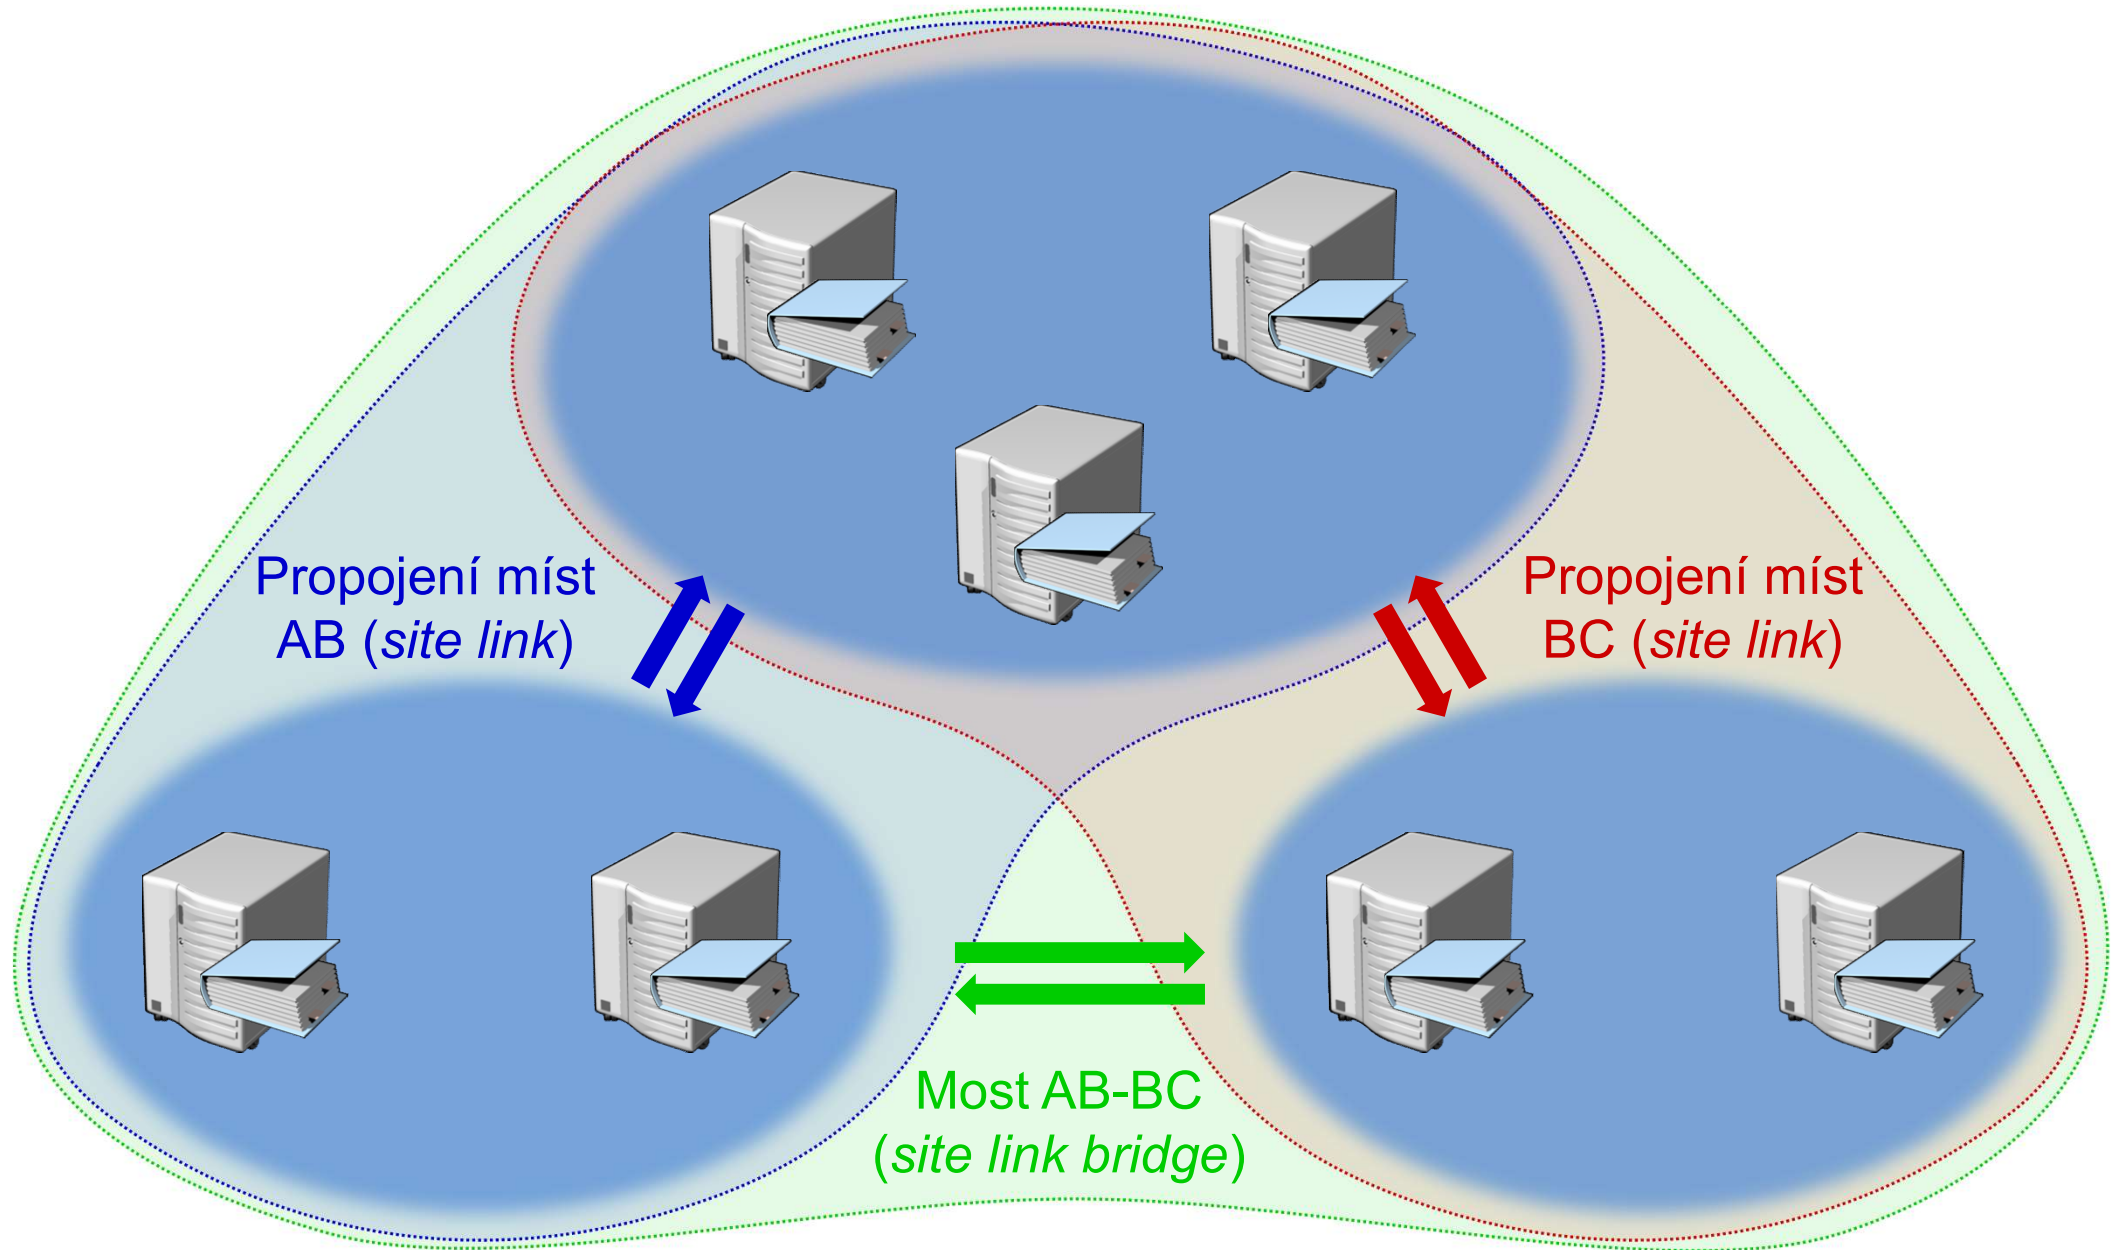 Propojení míst
AB (site link)
Propojení míst
BC (site link)
Most AB-BC
(site link bridge)